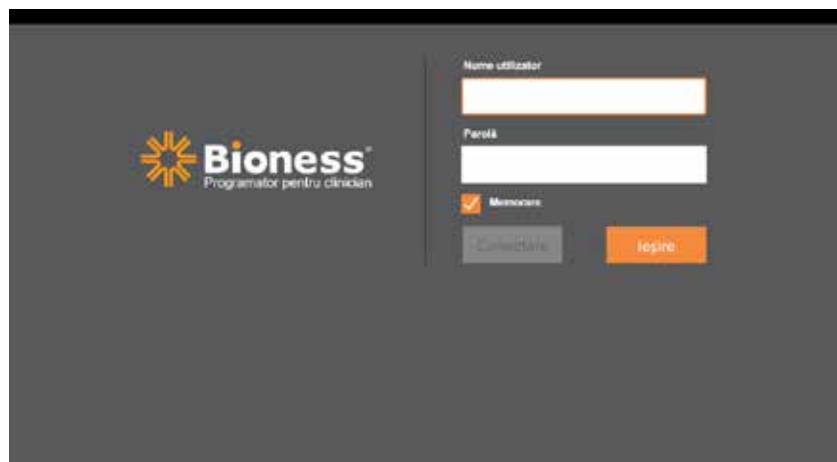 Bioness®
Programator pentru clinician
Nume utilizator
Parolă
Memorare
Conectare
Ieșire